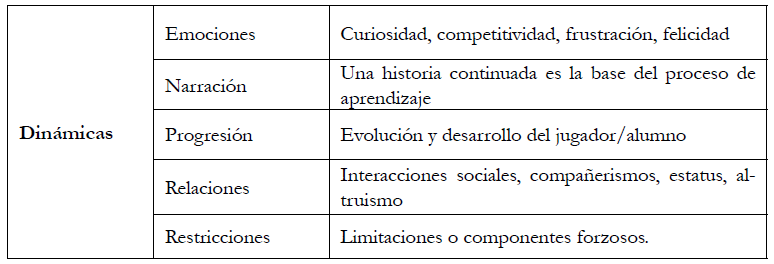 Dinámicas
Emociones
Curiosidad, competitividad, frustración, felicidad
Narración
Una historia continuada es la base del proceso de
aprendizaje
Progresión
Evolución y desarrollo del jugador/alumno
Relaciones
Interacciones sociales, compañerismos, estatus, al-
truismo
Restricciones
Limitaciones o componentes forzosos.